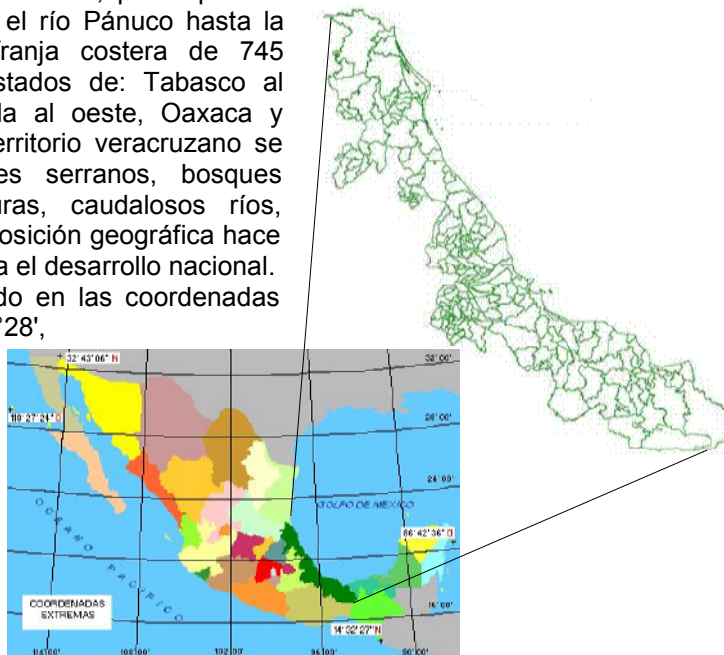 el río Pánuco hasta la
franja costera de 745
stados de: Tabasco al
la al oeste, Oaxaca y
erritorio veracruzano se
es serranos, bosques
uras, caudalosos ríos,
osición geográfica hace
a el desarrollo nacional.
do en las coordenadas
°28',
32°43'06" N
32°00'
118°27'24" O
28°00'
24°00'
GOLFO DE MEXICO
86°42'36" O
OCEANO PACIFICO
COORDENADAS
EXTREMAS
16°00'
14°32'27" N
114°00' 108°00' 102°00' 96°00' 90°00'